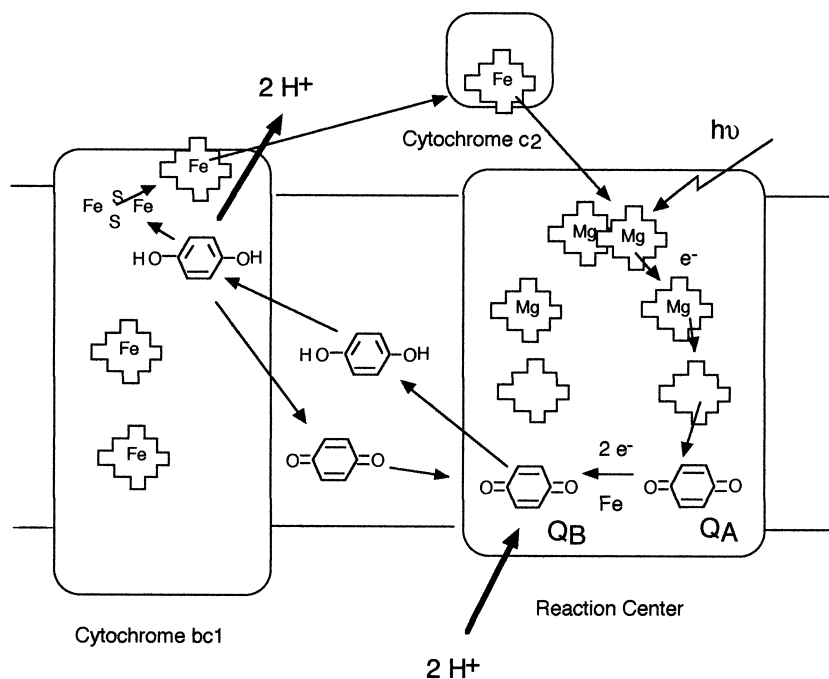 2 H+
Fe
Cytochrome c2
hυ
Fe
Fe S Fe
S
HO OH
Mg Mg
e-
Mg Mg
Fe
HO OH
Fe
O O
2 e-
O O
Fe
O O
QB QA
Reaction Center
Cytochrome bc1
2 H+